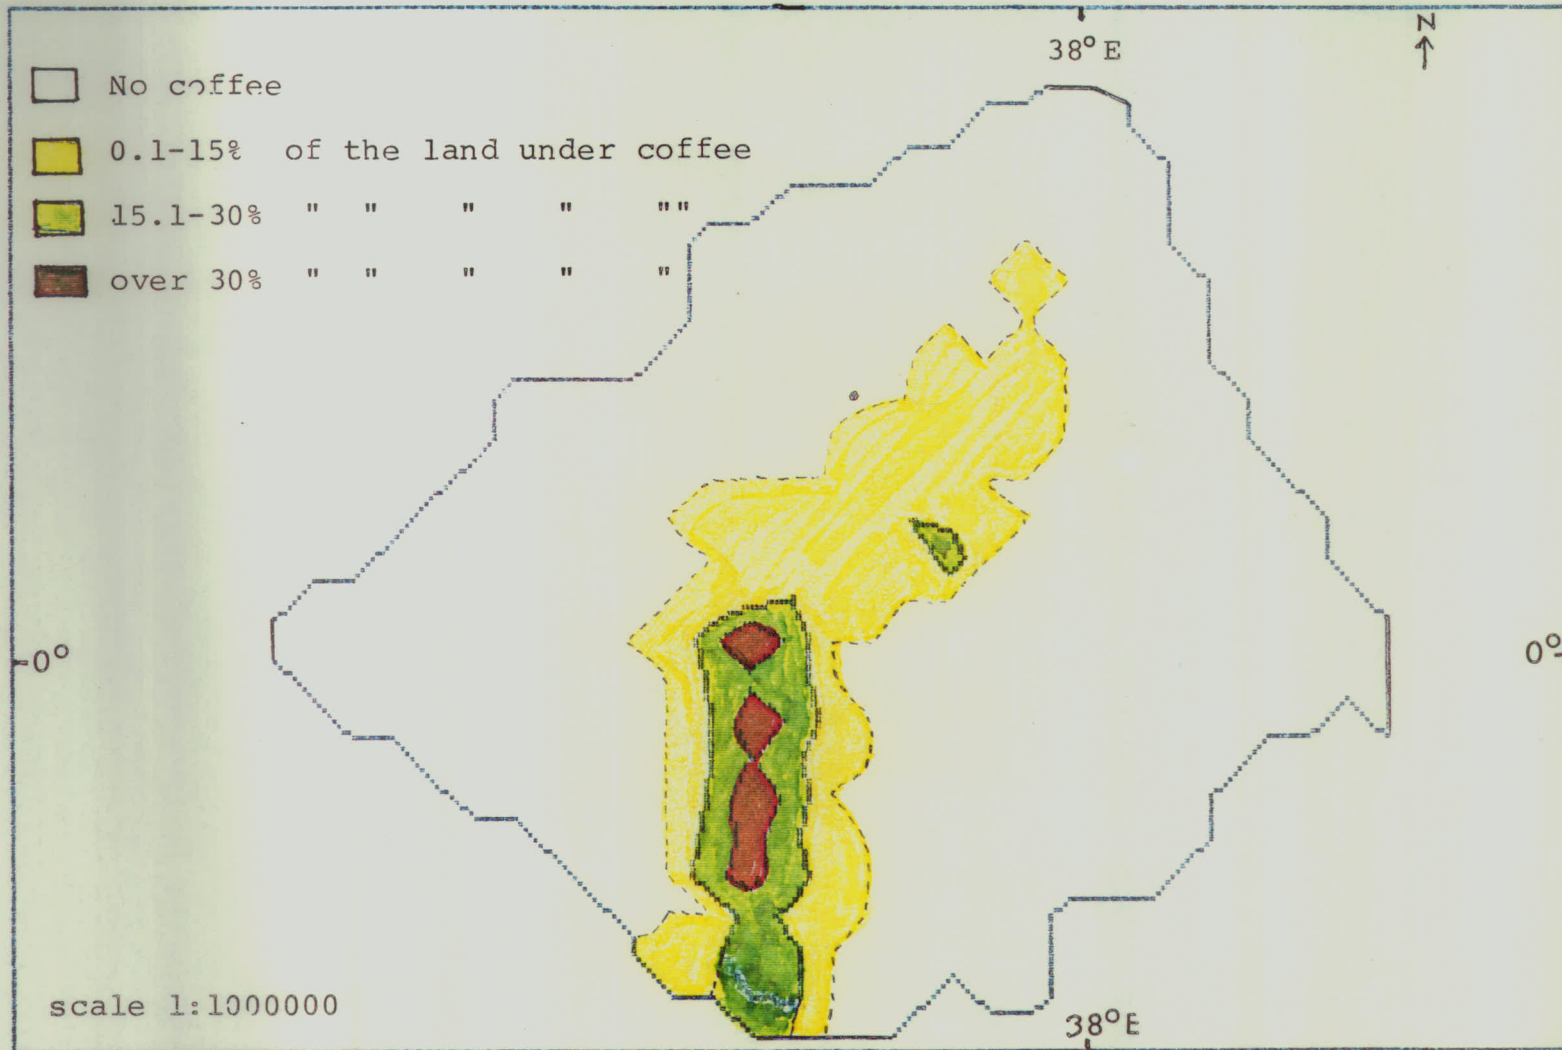 38°E
N
No coffee
0.1-15% of the land under coffee
15.1-30% " " " " " "
over 30% " " " " "
0°
0°
scale 1:1000000
38°E